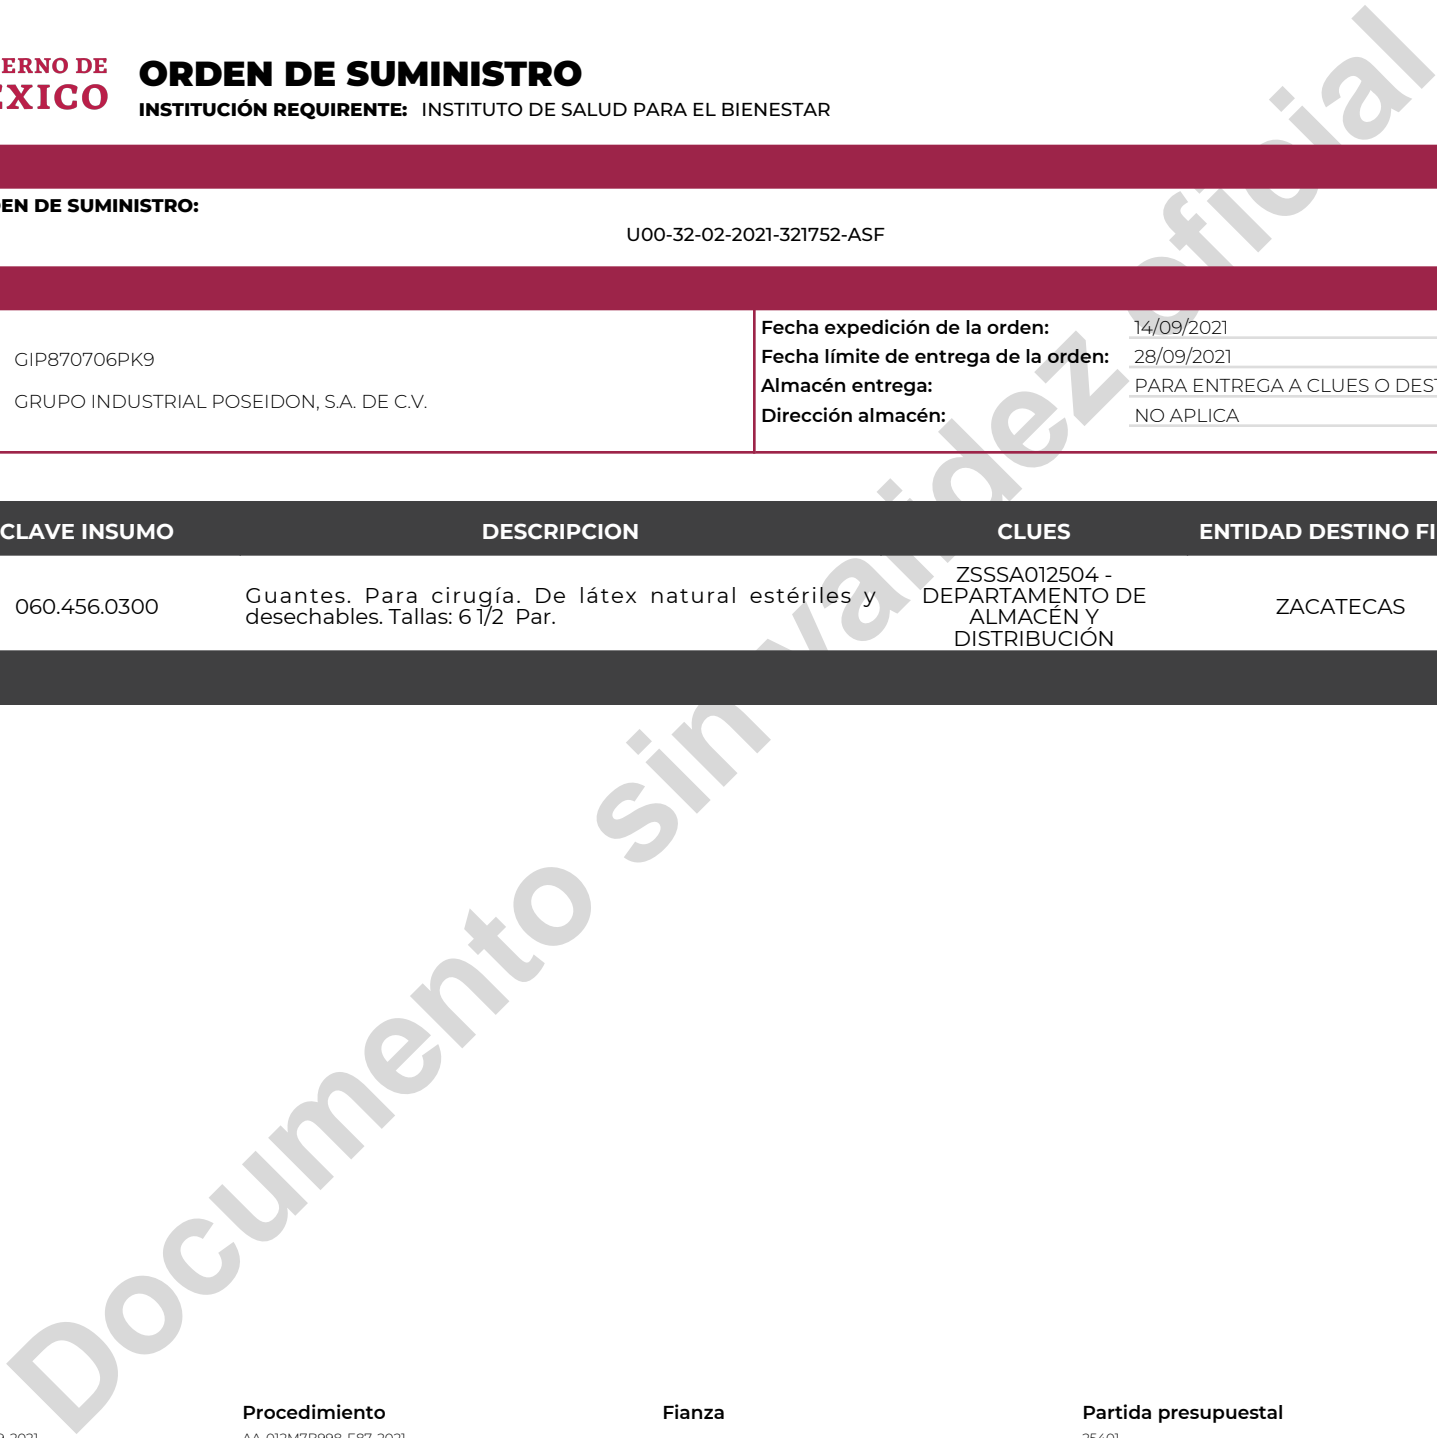 ERNO DE
EXICO
ORDEN DE SUMINISTRO
INSTITUCIÓN REQUIRENTE: INSTITUTO DE SALUD PARA EL BIENESTAR
EN DE SUMINISTRO:
U00-32-02-2021-321752-ASF
GIP870706PK9
GRUPO INDUSTRIAL POSEIDON, S.A. DE C.V.
Fecha expedición de la orden: 14/09/2021
Fecha límite de entrega de la orden: 28/09/2021
Almacén entrega: PARA ENTREGA A CLUES O DEST
Dirección almacén: NO APLICA
CLAVE INSUMO DESCRIPCION CLUES ENTIDAD DESTINO FI
060.456.0300
Guantes. Para cirugía. De látex natural estériles y
desechables. Tallas: 6 1/2 Par.
ZSSSA012504 -
DEPARTAMENTO DE
ALMACÉN Y
DISTRIBUCIÓN
ZACATECAS
Documento sin validez oficial
Procedimiento Fianza Partida presupuestal